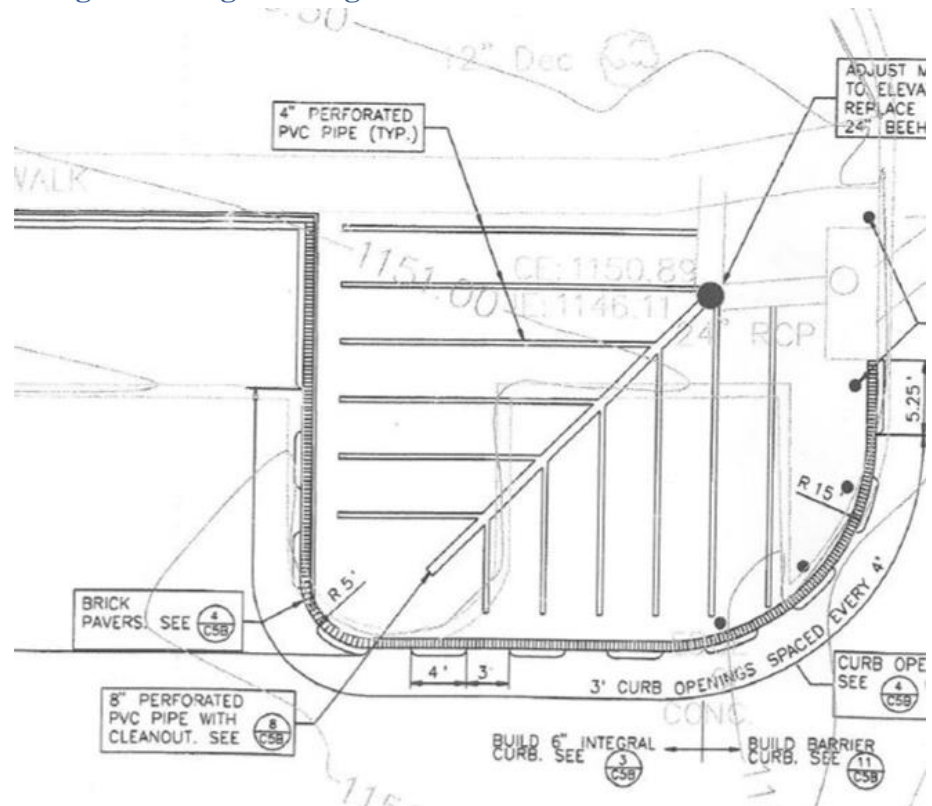 12" Dec
4" PERFORATED
PVC PIPE (TYP.)
ADJUST
TO ELEVA
REPLACE
24" BEEH
WALK
1151.00
CE:1150.89
IE:1146.11
24" RCP
5.25'
R 15'
R 5'
BRICK
PAVERS. SEE 4
C5B
4' 3'
3' CURB OPENINGS SPACED EVERY 4'
8" PERFORATED
PVC PIPE WITH
CLEANOUT. SEE 8
C5B
CURB OPE
SEE 4
C5B
CONC.
BUILD 6" INTEGRAL
CURB. SEE 3
C5B
BUILD BARRIER
CURB. SEE 11
C5B